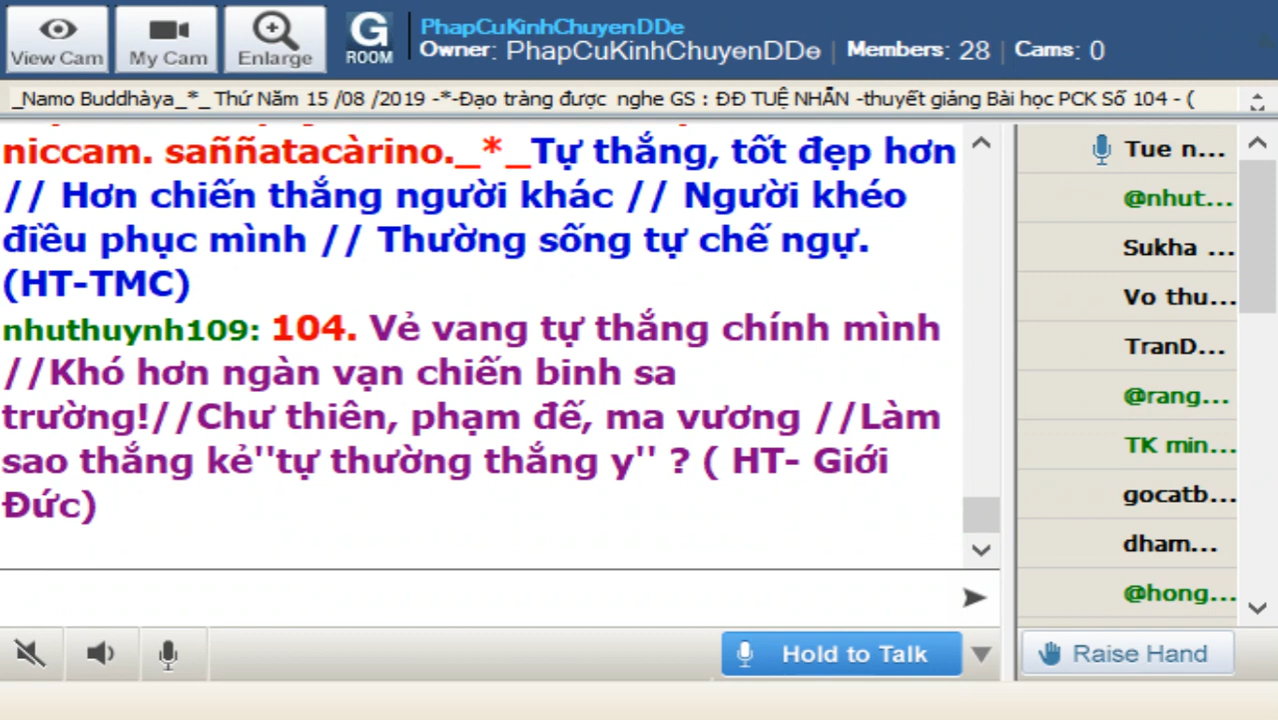 View Cam
My Cam
Enlarge
G
ROOM
PhapCuKinhChuyenDDe
Owner: PhapCuKinhChuyenDDe | Members: 28 | Cams: 0
_Namo Buddhàya_*_ Thứ Năm 15 /08 /2019 -*-Đạo tràng được nghe GS : ĐĐ TUỆ NHẪN -thuyết giảng Bài học PCK Số 104 - (
niccam. saññatacàrino._*_Tự thắng, tốt đẹp hơn
// Hơn chiến thắng người khác // Người khéo
điều phục mình // Thường sống tự chế ngự.
(HT-TMC)
nhuthuynh109: 104. Vẻ vang tự thắng chính mình
//Khó hơn ngàn vạn chiến binh sa
trường!//Chư thiên, phạm đế, ma vương //Làm
sao thắng kẻ''tự thường thắng y'' ? ( HT- Giới
Đức)
Tue n...
@nhut...
Sukha ...
Vo thu...
TranD...
@rang...
TK min...
gocatb...
dham...
@hong...
Hold to Talk
Raise Hand